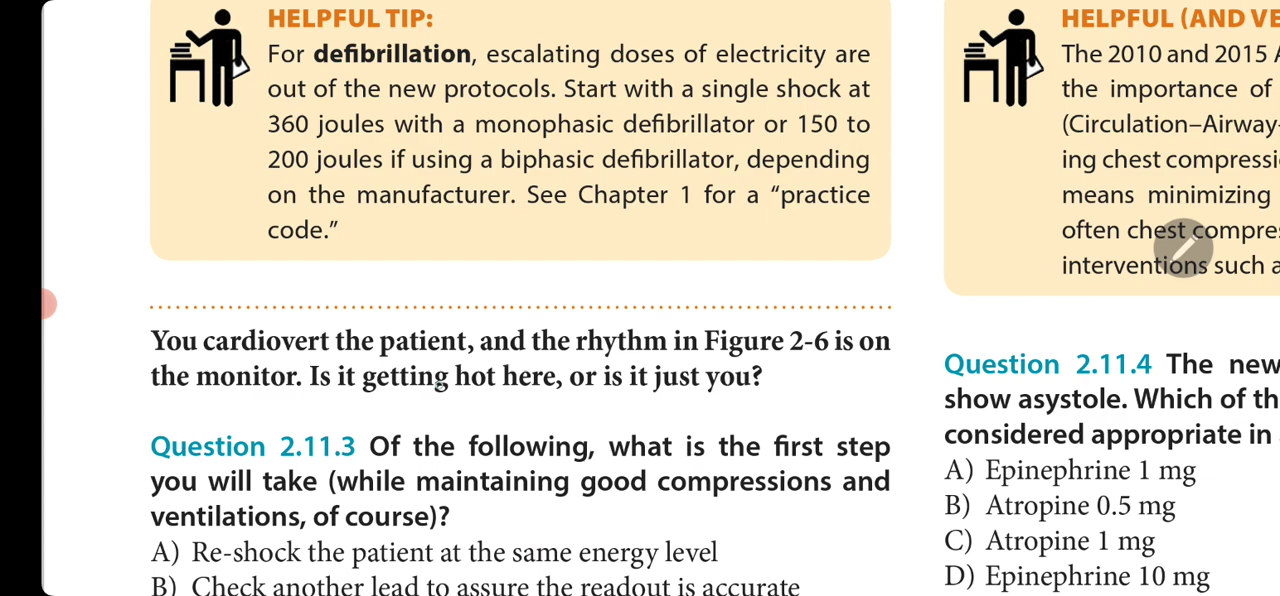 HELPFUL TIP:
For defibrillation, escalating doses of electricity are
out of the new protocols. Start with a single shock at
360 joules with a monophasic defibrillator or 150 to
200 joules if using a biphasic defibrillator, depending
on the manufacturer. See Chapter 1 for a “practice
code.”
You cardiovert the patient, and the rhythm in Figure 2-6 is on
the monitor. Is it getting hot here, or is it just you?
Question 2.11.3 Of the following, what is the first step
you will take (while maintaining good compressions and
ventilations, of course)?
A) Re-shock the patient at the same energy level
B) Check another lead to assure the readout is accurate
HELPFUL (AND VE
The 2010 and 2015 A
the importance of
(Circulation–Airway-
ing chest compressi
means minimizing
often chest compres
interventions such a
Question 2.11.4 The new
show asystole. Which of th
considered appropriate in
A) Epinephrine 1 mg
B) Atropine 0.5 mg
C) Atropine 1 mg
D) Epinephrine 10 mg